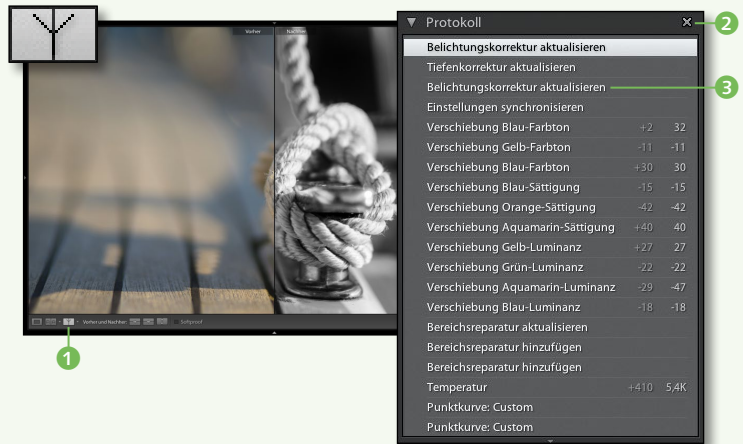 Vorher
Nachher
Vorher und Nachher:
Softproof
1
Protokoll
2
Belichtungskorrektur aktualisieren
Tiefenkorrektur aktualisieren
Belichtungskorrektur aktualisieren
3
Einstellungen synchronisieren
Verschiebung Blau-Farbton +2 32
Verschiebung Gelb-Farbton -11 -11
Verschiebung Blau-Farbton +30 30
Verschiebung Blau-Sättigung -15 -15
Verschiebung Orange-Sättigung -42 -42
Verschiebung Aquamarin-Sättigung +40 40
Verschiebung Gelb-Luminanz +27 27
Verschiebung Grün-Luminanz -22 -22
Verschiebung Aquamarin-Luminanz -29 -47
Verschiebung Blau-Luminanz -18 -18
Bereichsreparatur aktualisieren
Bereichsreparatur hinzufügen
Bereichsreparatur hinzufügen
Temperatur +410 5,4K
Punktkurve: Custom
Punktkurve: Custom